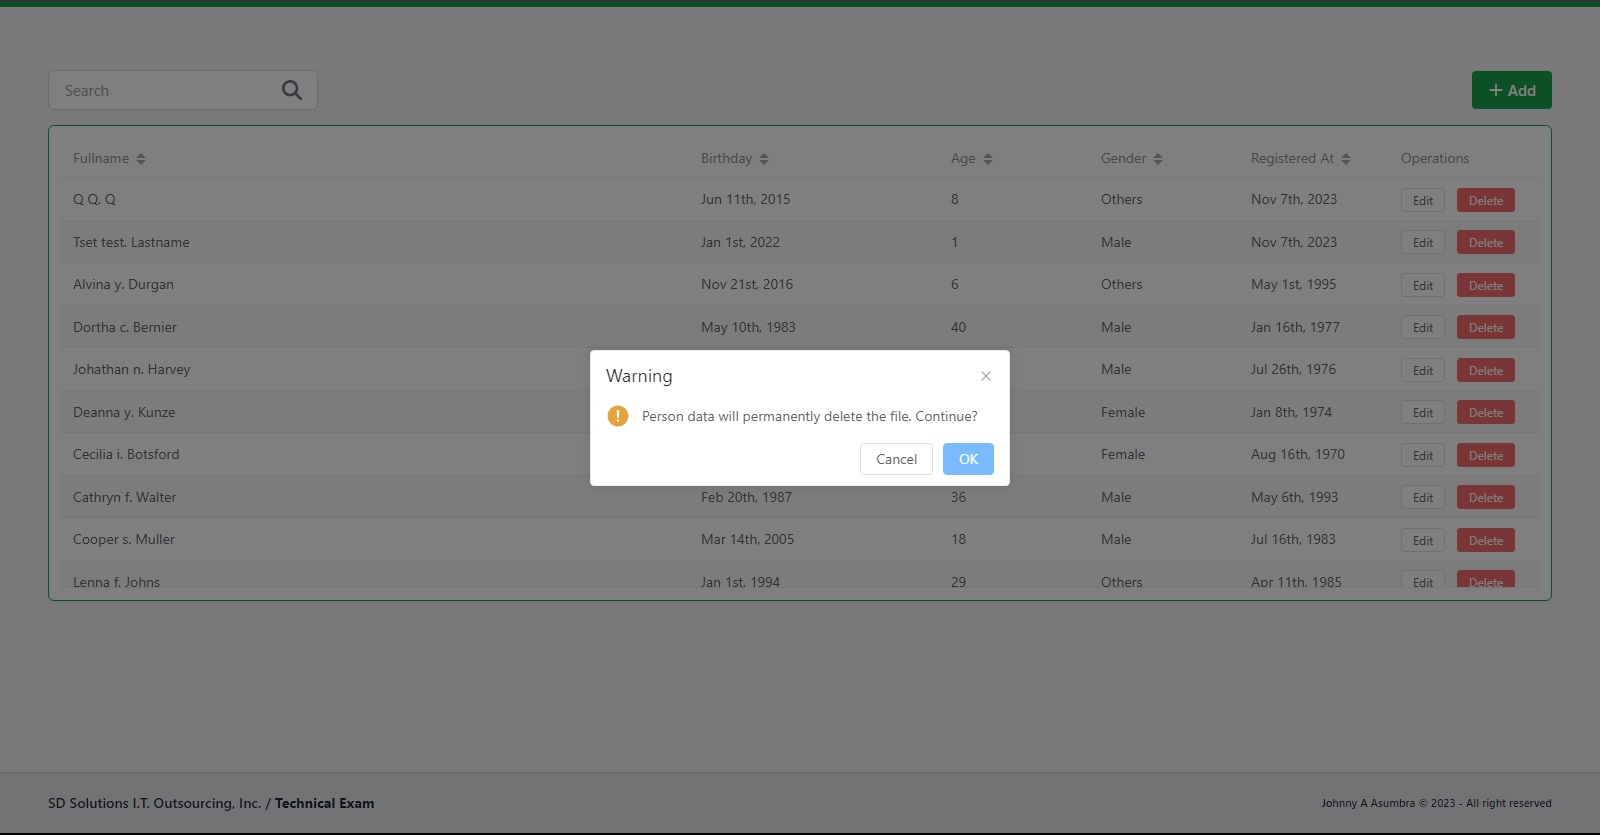 Search
Add
Fullname Birthday Age Gender Registered At Operations
Q Q. Q Jun 11th, 2015 8 Others Nov 7th, 2023 Edit Delete
Tset test. Lastname Jan 1st, 2022 1 Male Nov 7th, 2023 Edit Delete
Alvina y. Durgan Nov 21st, 2016 6 Others May 1st, 1995 Edit Delete
Dortha c. Bernier May 10th, 1983 40 Male Jan 16th, 1977 Edit Delete
Johathan n. Harvey Male Jul 26th, 1976 Edit Delete
Deanna y. Kunze Female Jan 8th, 1974 Edit Delete
Cecilia i. Botsford Female Aug 16th, 1970 Edit Delete
Cathryn f. Walter Feb 20th, 1987 36 Male May 6th, 1993 Edit Delete
Cooper s. Muller Mar 14th, 2005 18 Male Jul 16th, 1983 Edit Delete
Lenna f. Johns Jan 1st, 1994 29 Others Apr 11th, 1985 Edit Delete
Warning
Person data will permanently delete the file. Continue?
Cancel OK
SD Solutions I.T. Outsourcing, Inc. / Technical Exam
Johnny A Asumbra © 2023 - All right reserved